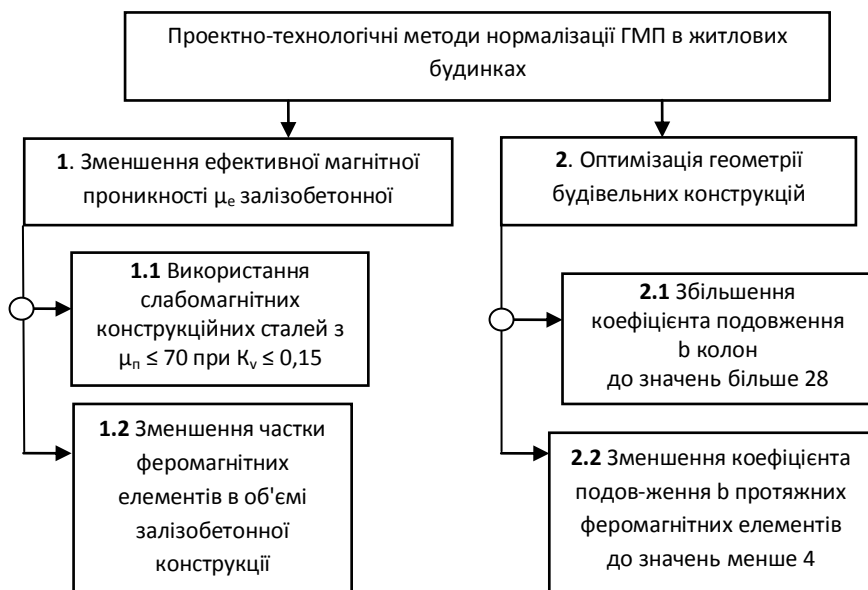 Проектно-технологічні методи нормалізації ГМП в житлових
будинках
1. Зменшення ефективної магнітної
проникності μe залізобетонної
2. Оптимізація геометрії
будівельних конструкцій
1.1 Використання
слабомагнітних
конструкційних сталей з
μп ≤ 70 при Kv ≤ 0,15
2.1 Збільшення
коефіцієнта подовження
b колон
до значень більше 28
1.2 Зменшення частки
феромагнітних
елементів в об'ємі
залізобетонної
конструкції
2.2 Зменшення коефіцієнта
подов-ження b протяжних
феромагнітних елементів
до значень менше 4